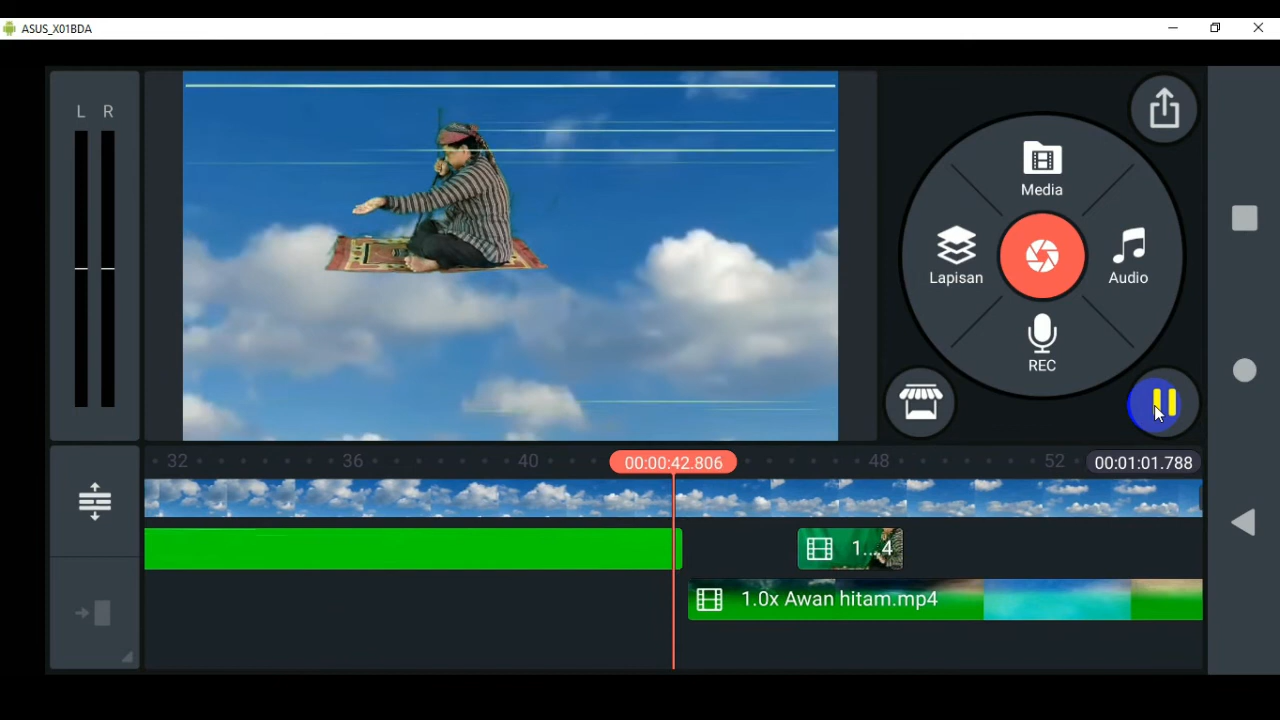 ASUS_X01BDA
L R
Media
Lapisan
Audio
REC
32 36 40 00:00:42.806 48 52 00:01:01.788
1...4
1.0x Awan hitam.mp4